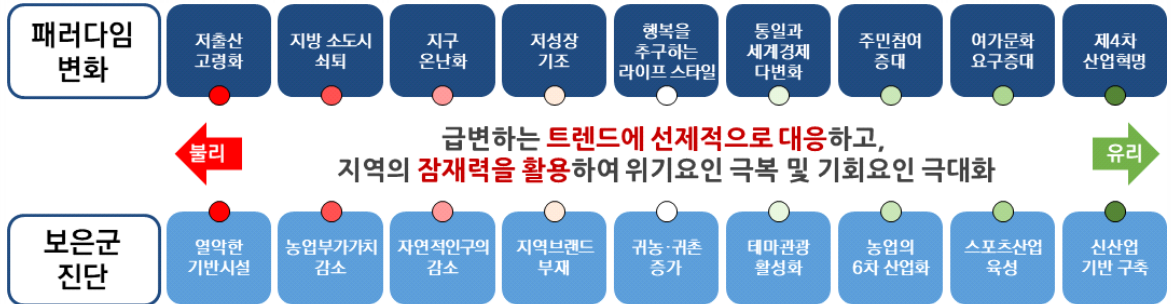 패러다임
변화
저출산
고령화
지방 소도시
쇠퇴
지구
온난화
저성장
기조
행복을
추구하는
라이프 스타일
통일과
세계경제
다변화
주민참여
증대
여가문화
요구증대
제4차
산업혁명
불리
급변하는 트렌드에 선제적으로 대응하고,
지역의 잠재력을 활용하여 위기요인 극복 및 기회요인 극대화
유리
보은군
진단
열악한
기반시설
농업부가가치
감소
자연적인구의
감소
지역브랜드
부재
귀농·귀촌
증가
테마관광
활성화
농업의
6차 산업화
스포츠산업
육성
신산업
기반 구축